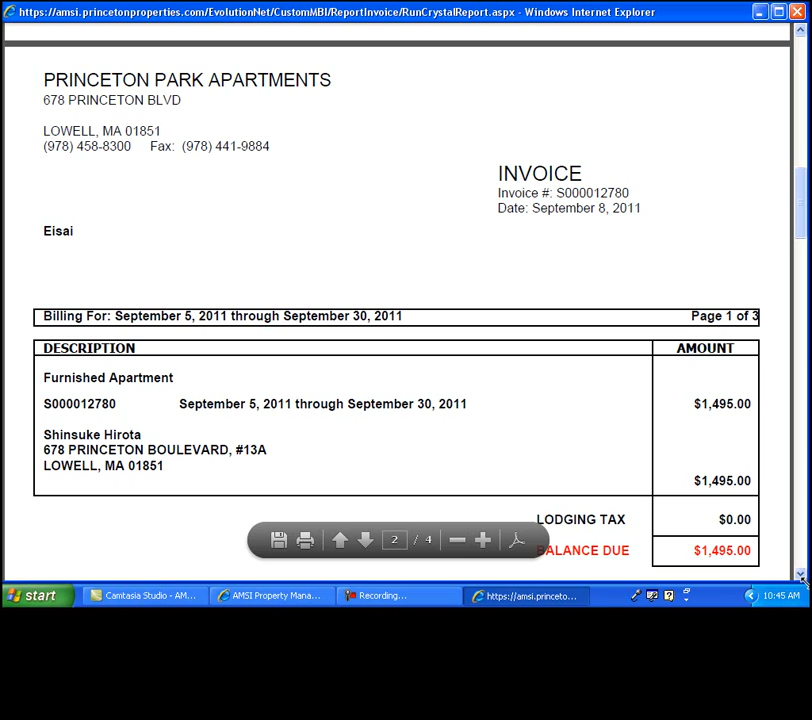 https://amsi.princetonproperties.com/EvolutionNet/CustomMBI/ReportInvoice/RunCrystalReport.aspx - Windows Internet Explorer
PRINCETON PARK APARTMENTS
678 PRINCETON BLVD
LOWELL, MA 01851
(978) 458-8300 Fax: (978) 441-9884
INVOICE
Invoice #: S000012780
Date: September 8, 2011
Eisai
Billing For: September 5, 2011 through September 30, 2011 Page 1 of 3
DESCRIPTION AMOUNT
Furnished Apartment
S000012780 September 5, 2011 through September 30, 2011 $1,495.00
Shinsuke Hirota
678 PRINCETON BOULEVARD, #13A
LOWELL, MA 01851
$1,495.00
LODGING TAX $0.00
2 / 4
BALANCE DUE $1,495.00
start Camtasia Studio - AM... AMSI Property Mana... Recording... https://amsi.princeto... 10:45 AM